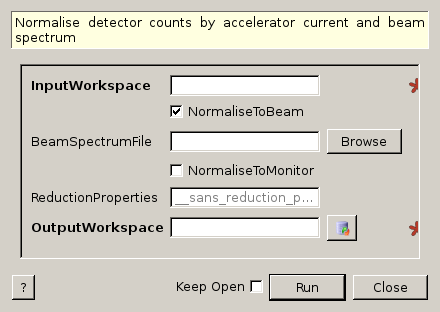 Normalise detector counts by accelerator current and beam
spectrum
InputWorkspace
NormaliseToBeam
BeamSpectrumFile
Browse
NormaliseToMonitor
ReductionProperties __sans_reduction_p...
OutputWorkspace
? Keep Open Run Close